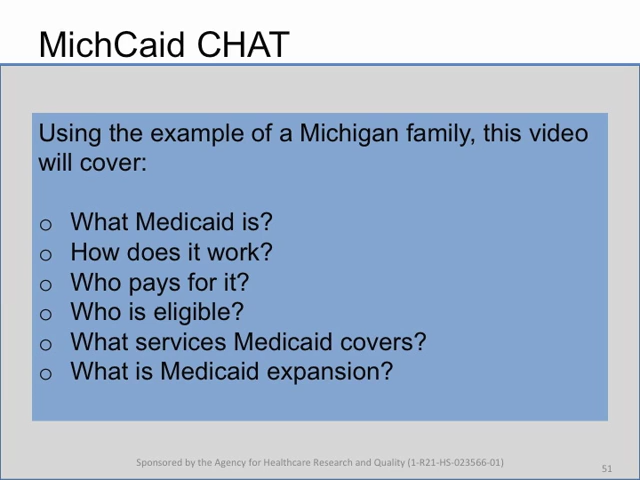 MichCaid CHAT
Using the example of a Michigan family, this video
will cover:
o What Medicaid is?
o How does it work?
o Who pays for it?
o Who is eligible?
o What services Medicaid covers?
o What is Medicaid expansion?
Sponsored by the Agency for Healthcare Research and Quality (1-R21-HS-023566-01)
51